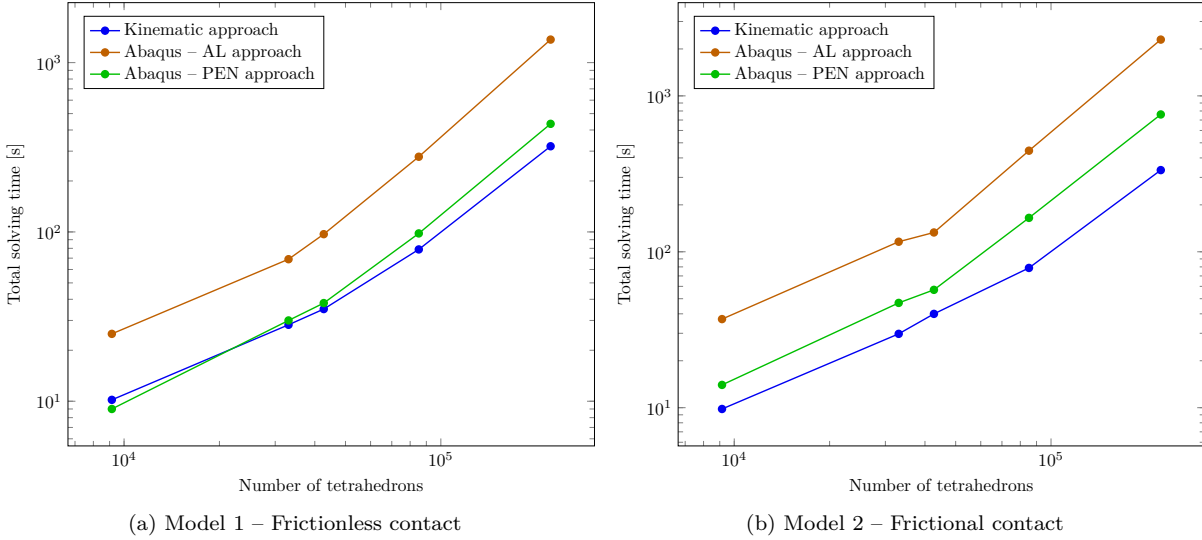 Kinematic approach
Abaqus – AL approach
Abaqus – PEN approach
10³
10²
10¹
Total solving time [s]
10⁴
10⁵
Number of tetrahedrons
(a) Model 1 – Frictionless contact
Kinematic approach
Abaqus – AL approach
Abaqus – PEN approach
10³
10²
10¹
Total solving time [s]
10⁴
10⁵
Number of tetrahedrons
(b) Model 2 – Frictional contact